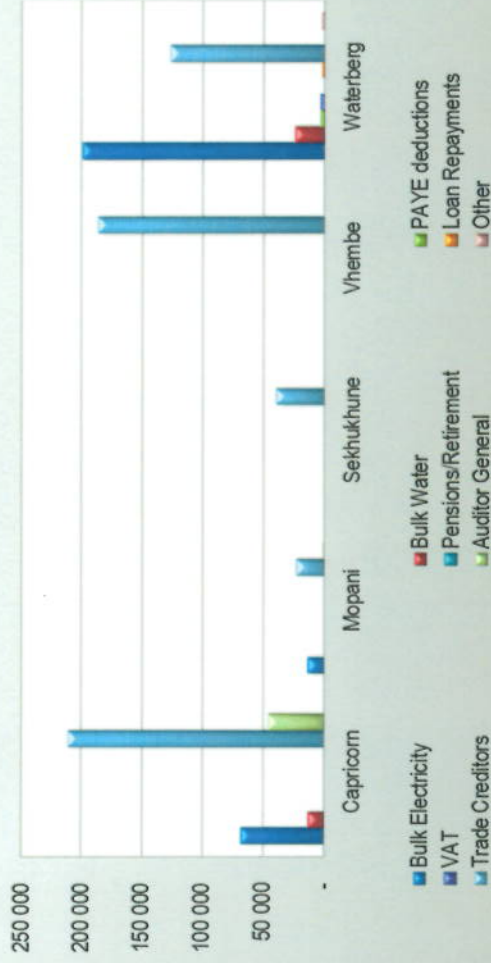 250 000
200 000
150 000
100 000
50 000
-
Capricorn Mopani Sekhukhune Vhembe Waterberg
Bulk Electricity Bulk Water PAYE deductions
VAT Pensions/Retirement Loan Repayments
Trade Creditors Auditor General Other